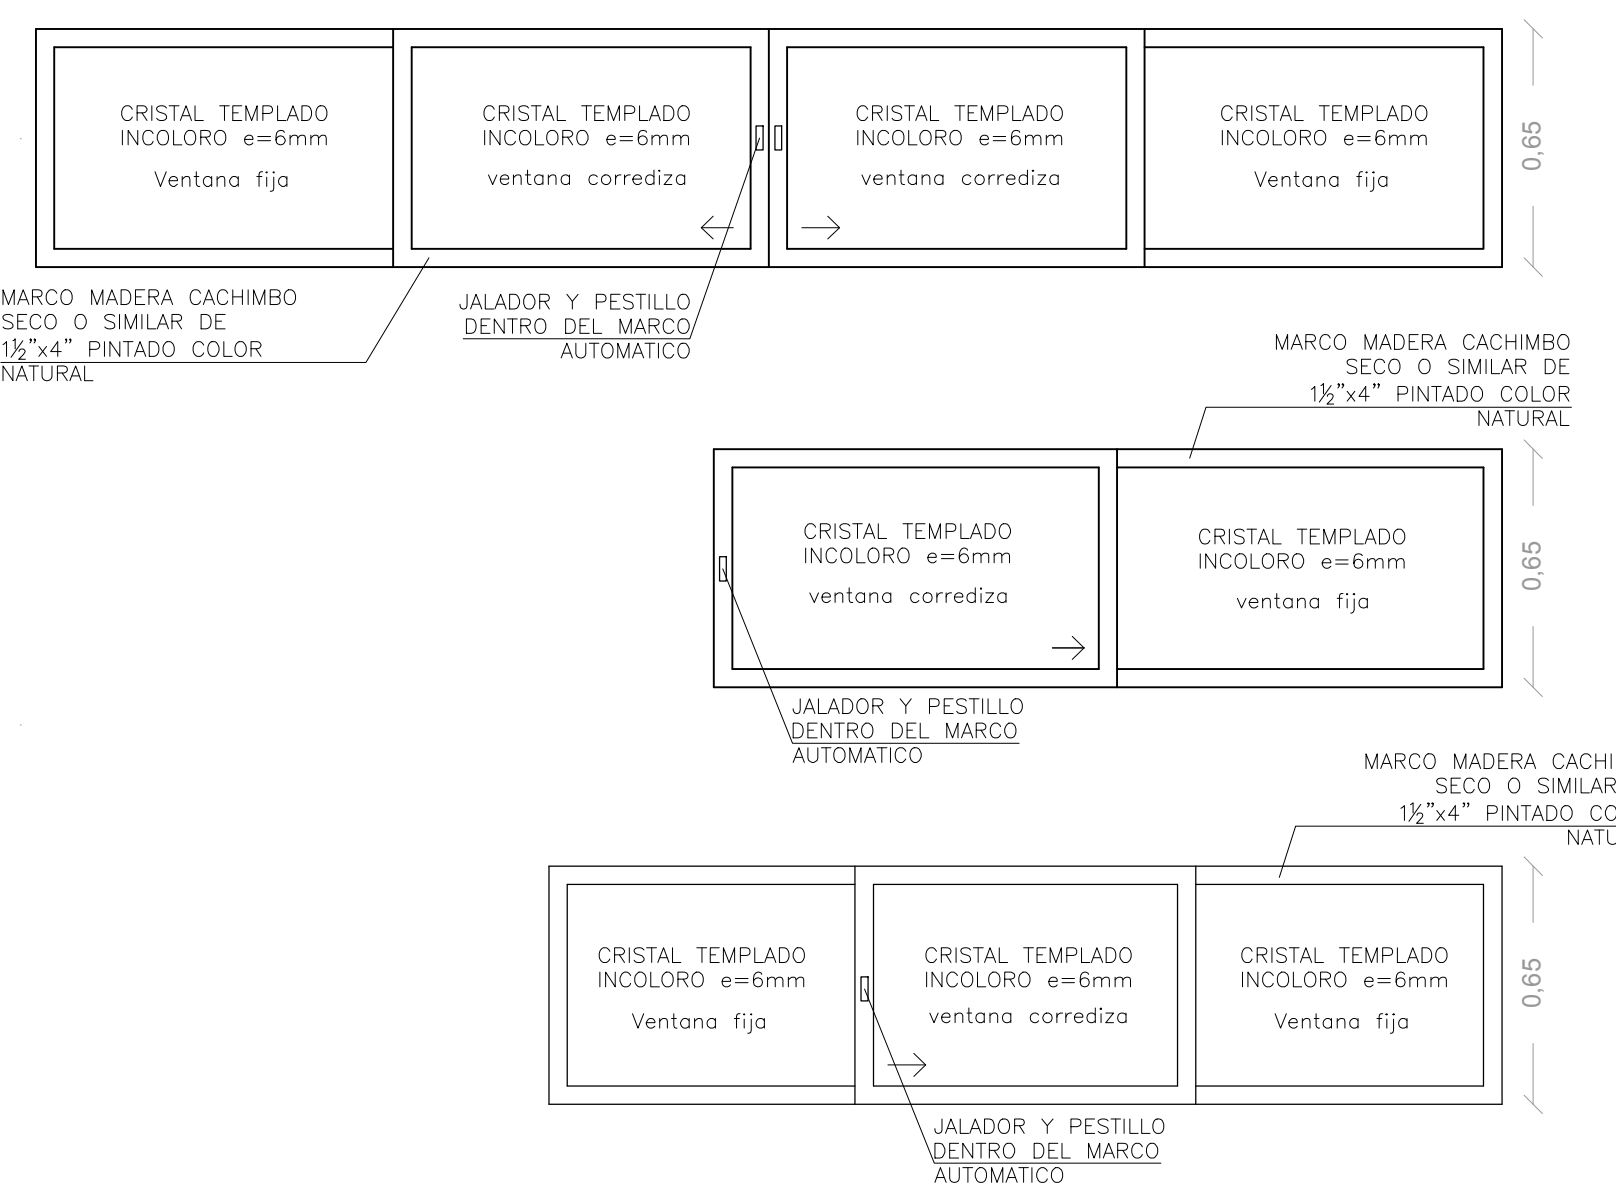 CRISTAL TEMPLADO
INCOLORO e=6mm
Ventana fija
CRISTAL TEMPLADO
INCOLORO e=6mm
ventana corrediza
CRISTAL TEMPLADO
INCOLORO e=6mm
ventana corrediza
CRISTAL TEMPLADO
INCOLORO e=6mm
Ventana fija
0,65
MARCO MADERA CACHIMBO
SECO O SIMILAR DE
1½"x4" PINTADO COLOR
NATURAL
JALADOR Y PESTILLO
DENTRO DEL MARCO
AUTOMATICO
MARCO MADERA CACHIMBO
SECO O SIMILAR DE
1½"x4" PINTADO COLOR
NATURAL
CRISTAL TEMPLADO
INCOLORO e=6mm
ventana corrediza
CRISTAL TEMPLADO
INCOLORO e=6mm
ventana fija
0,65
JALADOR Y PESTILLO
DENTRO DEL MARCO
AUTOMATICO
MARCO MADERA CACHI
SECO O SIMILAR
1½"x4" PINTADO CO
NATU
CRISTAL TEMPLADO
INCOLORO e=6mm
Ventana fija
CRISTAL TEMPLADO
INCOLORO e=6mm
ventana corrediza
CRISTAL TEMPLADO
INCOLORO e=6mm
Ventana fija
0,65
JALADOR Y PESTILLO
DENTRO DEL MARCO
AUTOMATICO